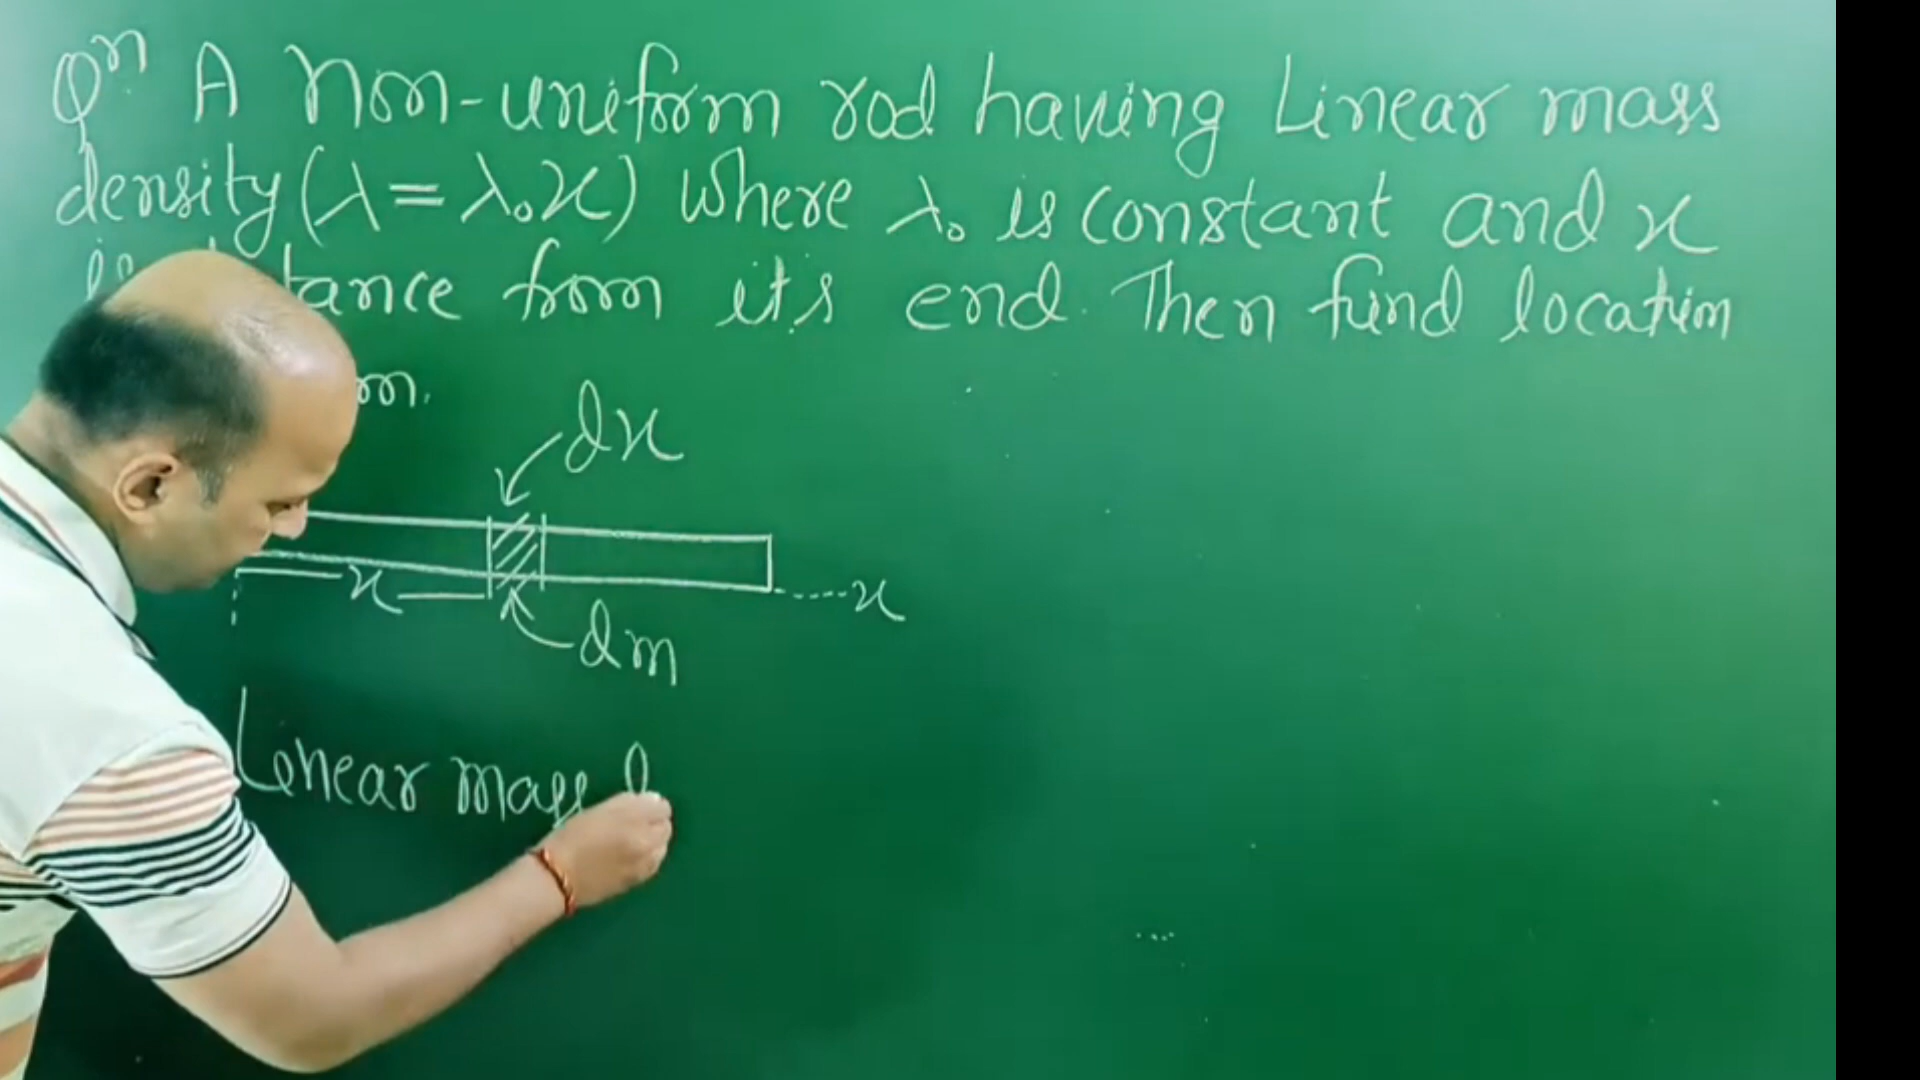 Qn A Non-uniform rod having Linear mass
density (λ = λ₀x) where λ₀ is constant and x
from its end. Then find location
dx
x
x
dm
Linear mass